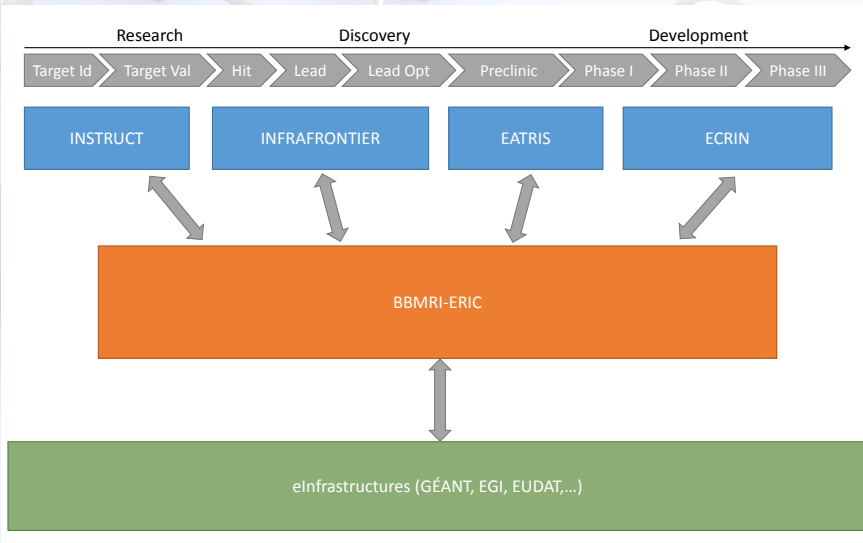 Research Discovery Development
Target Id Target Val Hit Lead Lead Opt Preclinic Phase I Phase II Phase III
INSTRUCT INFRAFRONTIER EATRIS ECRIN
BBMRI-ERIC
eInfrastructures (GÉANT, EGI, EUDAT,...)